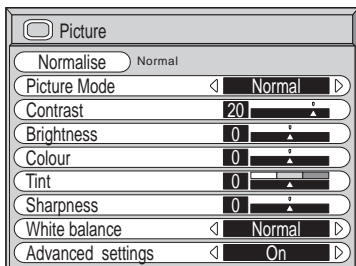 Picture
Normalise Normal
Picture Mode Normal
Contrast 20
Brightness 0
Colour 0
Tint 0
Sharpness 0
White balance Normal
Advanced settings On